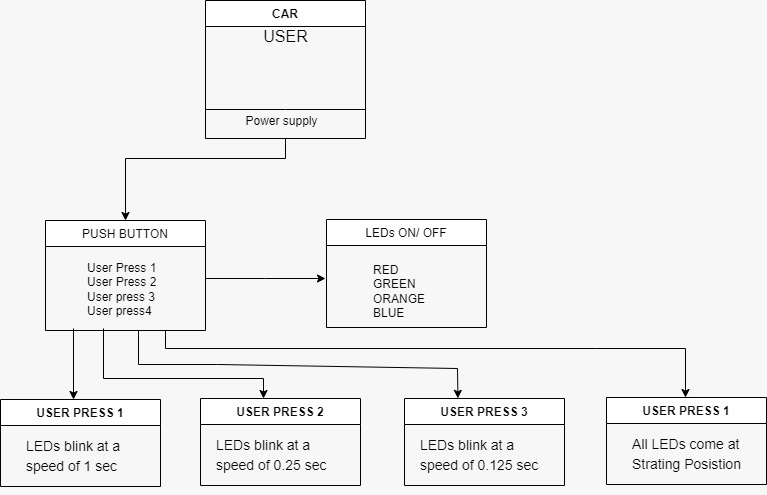 CAR
USER
Power supply
PUSH BUTTON
User Press 1
User Press 2
User press 3
User press4
LEDs ON/ OFF
RED
GREEN
ORANGE
BLUE
USER PRESS 1
LEDs blink at a
speed of 1 sec
USER PRESS 2
LEDs blink at a
speed of 0.25 sec
USER PRESS 3
LEDs blink at a
speed of 0.125 sec
USER PRESS 1
All LEDs come at
Strating Posistion